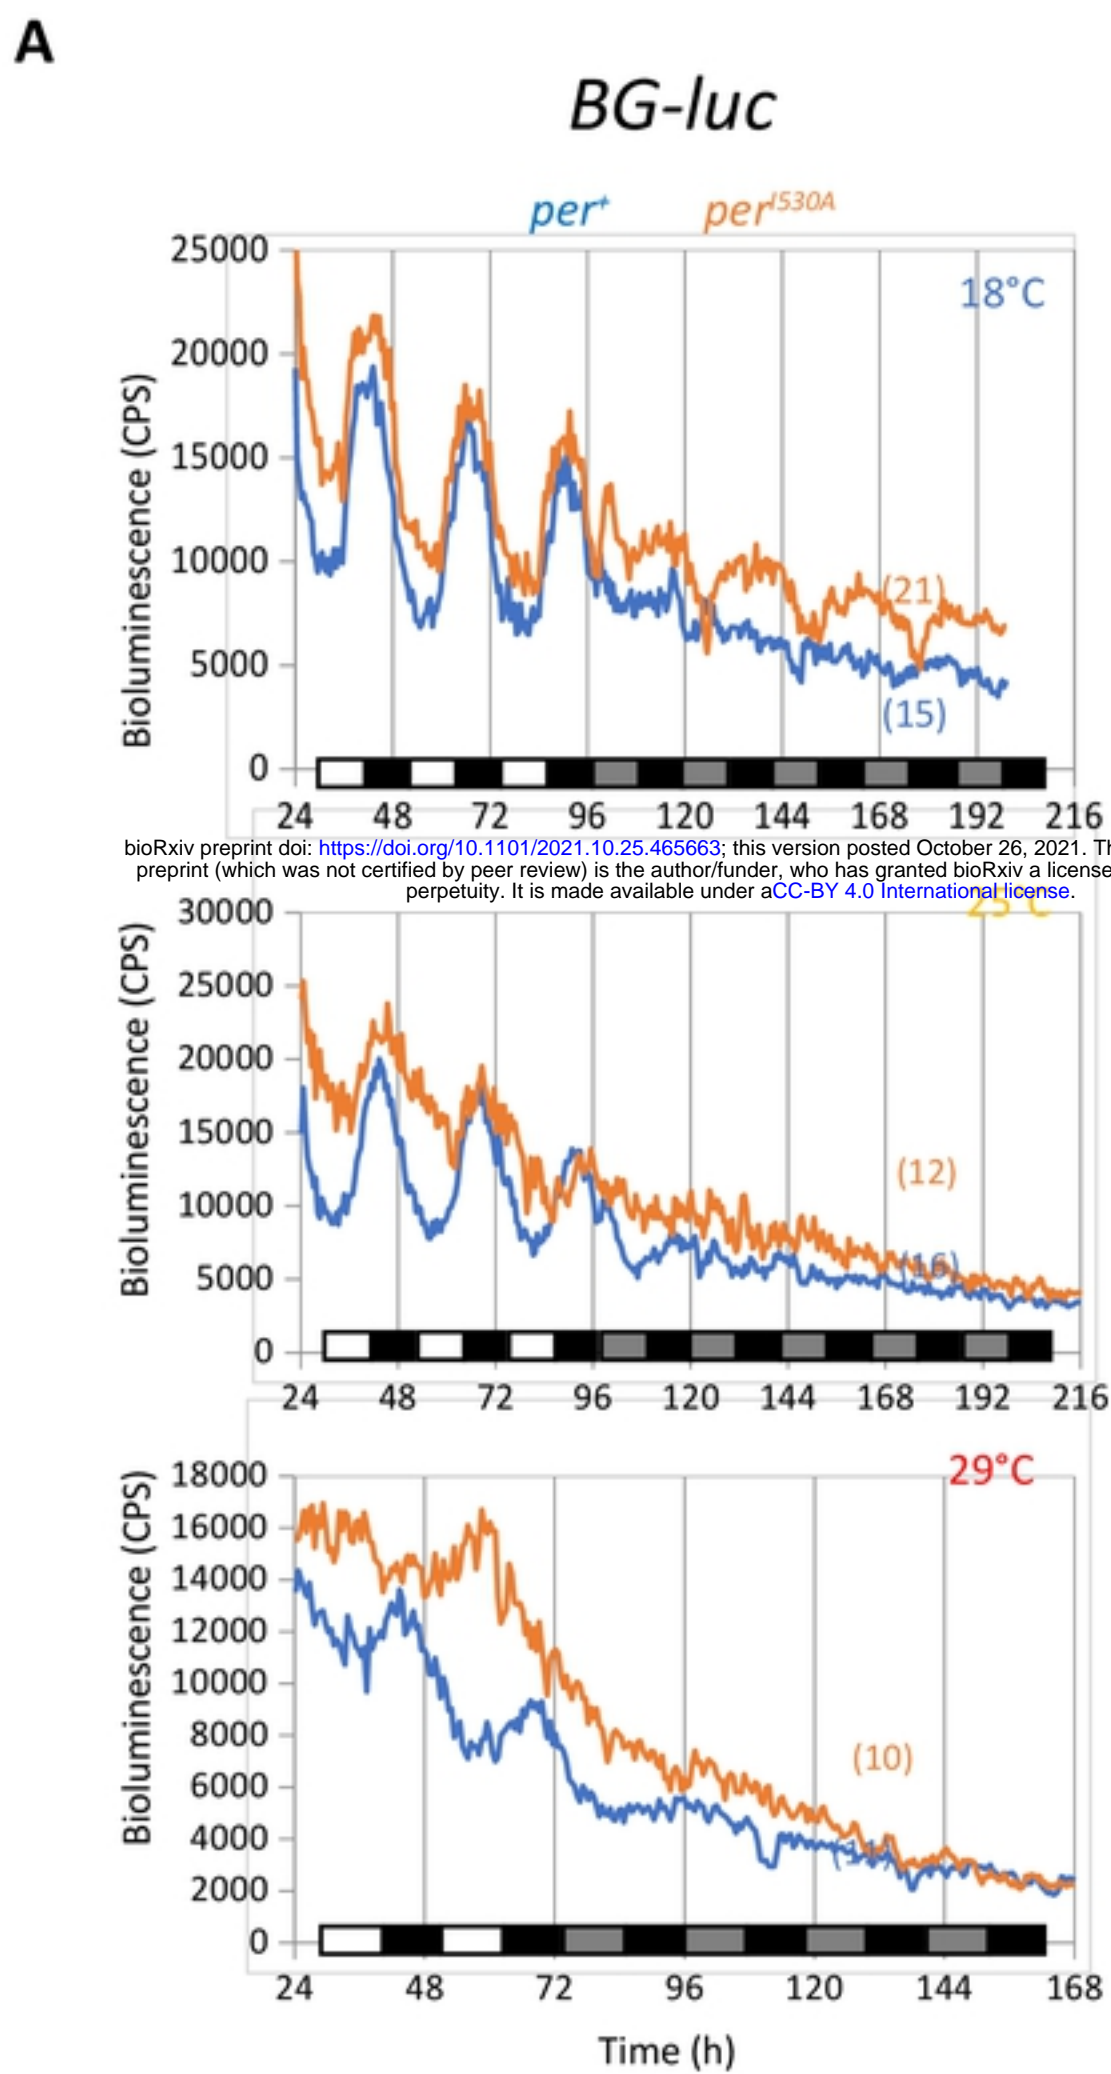 A
BG-luc
per+ perI530A
25000
18°C
20000
15000
Bioluminescence (CPS)
10000
(21)
5000
(15)
0
24 48 72 96 120 144 168 192 216
bioRxiv preprint doi: https://doi.org/10.1101/2021.10.25.465663; this version posted October 26, 2021. Th
preprint (which was not certified by peer review) is the author/funder, who has granted bioRxiv a license
perpetuity. It is made available under aCC-BY 4.0 International license.
30000
25°C
25000
20000
Bioluminescence (CPS)
15000
(12)
10000
(16)
5000
0
24 48 72 96 120 144 168 192 216
18000
29°C
16000
14000
12000
Bioluminescence (CPS)
10000
8000
(10)
6000
4000
2000
0
24 48 72 96 120 144 168
Time (h)